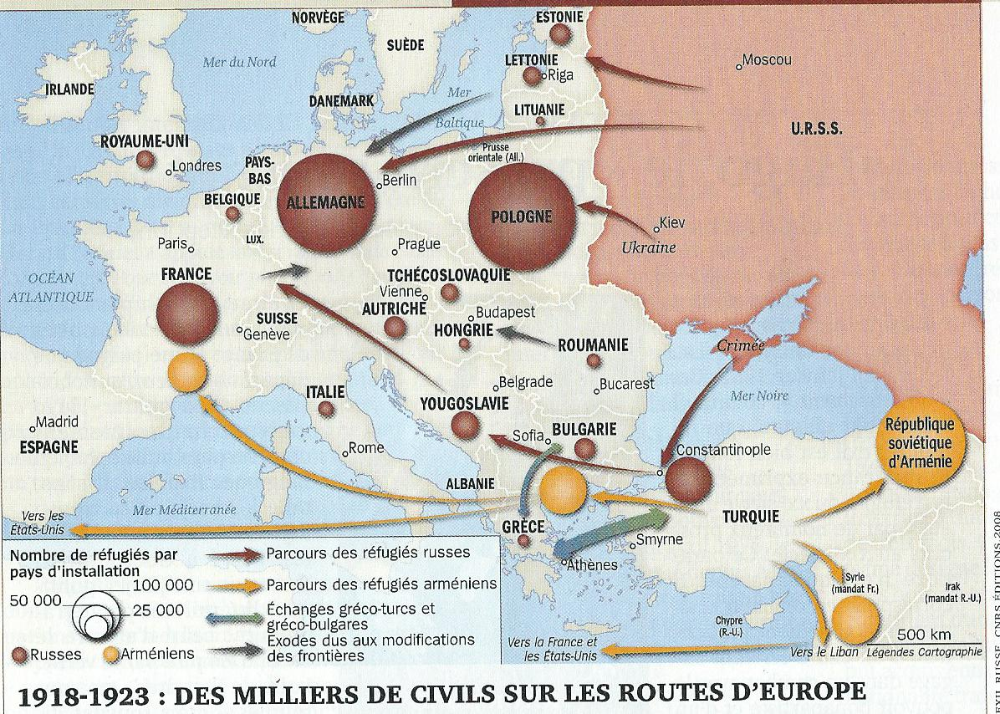 NORVÈGE
ESTONIE
SUÈDE
Mer du Nord
Moscou
LETTONIE
Riga
IRLANDE
Mer
Baltique
DANEMARK
LITUANIE
U.R.S.S.
ROYAUME-UNI
Londres
PAYS-
BAS
Prusse
orientale (All.)
Berlin
BELGIQUE
ALLEMAGNE
POLOGNE
Kiev
Ukraine
LUX.
Paris
Prague
OCÉAN
ATLANTIQUE
FRANCE
TCHÉCOSLOVAQUIE
Vienne
AUTRICHE
Budapest
SUISSE
Genève
HONGRIE
ROUMANIE
Crimée
Belgrade
Bucarest
Mer Noire
ITALIE
YOUGOSLAVIE
Madrid
ESPAGNE
Sofia
BULGARIE
République
soviétique
d'Arménie
Rome
Constantinople
ALBANIE
Mer Méditerranée
Vers les
États-Unis
TURQUIE
GRÈCE
Smyrne
Athènes
Syrie
(mandat Fr.)
Irak
(mandat R.-U.)
Chypre
(R.-U.)
500 km
Vers la France et
les États-Unis
Vers le Liban
Légendes Cartographie
Nombre de réfugiés par
pays d'installation
100 000
50 000
25 000
Russes
Arméniens
Parcours des réfugiés russes
Parcours des réfugiés arméniens
Échanges gréco-turcs et
gréco-bulgares
Exodes dus aux modifications
des frontières
EXIL RUSSE, CNRS ÉDITIONS, 2008
1918-1923 : DES MILLIERS DE CIVILS SUR LES ROUTES D'EUROPE